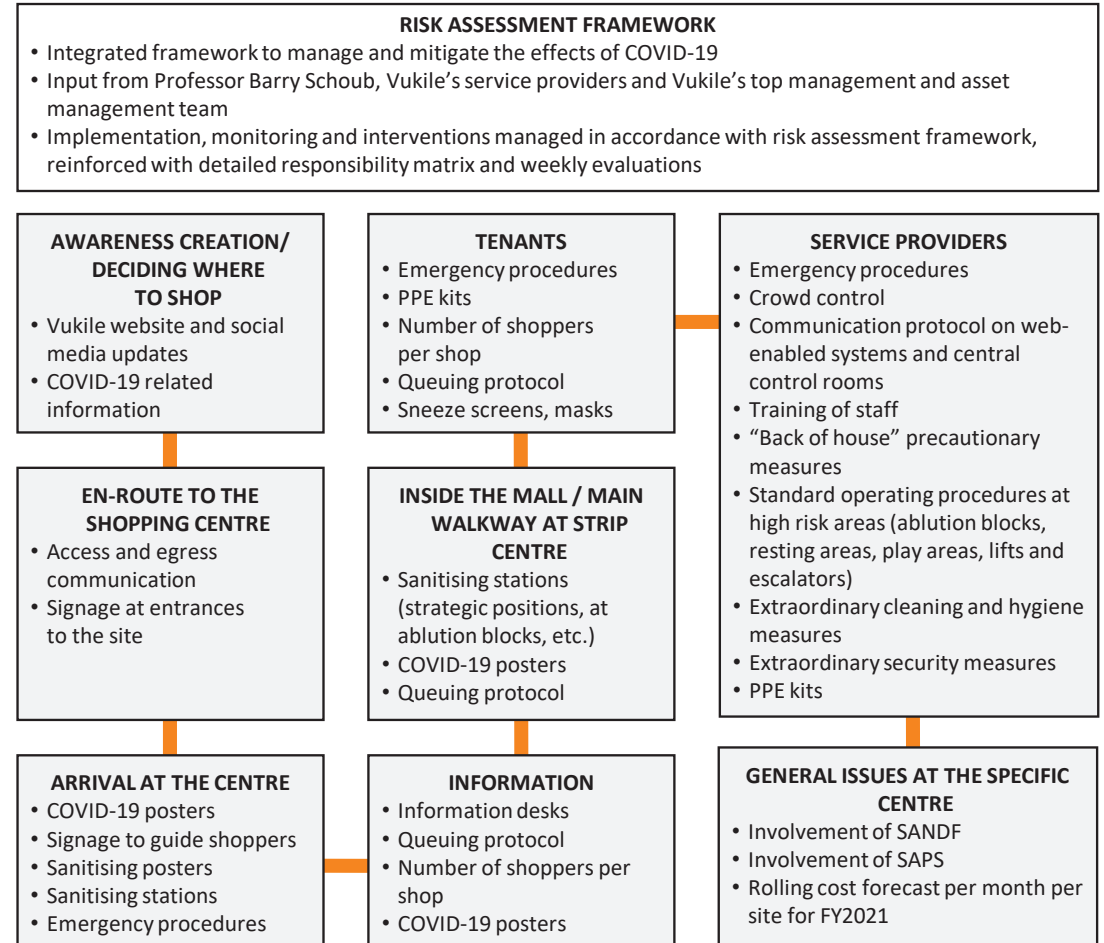 RISK ASSESSMENT FRAMEWORK
• Integrated framework to manage and mitigate the effects of COVID-19
• Input from Professor Barry Schoub, Vukile’s service providers and Vukile’s top management and asset
management team
• Implementation, monitoring and interventions managed in accordance with risk assessment framework,
reinforced with detailed responsibility matrix and weekly evaluations
AWARENESS CREATION/
DECIDING WHERE
TO SHOP
• Vukile website and social
media updates
• COVID-19 related
information
EN-ROUTE TO THE
SHOPPING CENTRE
• Access and egress
communication
• Signage at entrances
to the site
ARRIVAL AT THE CENTRE
• COVID-19 posters
• Signage to guide shoppers
• Sanitising posters
• Sanitising stations
• Emergency procedures
INFORMATION
• Information desks
• Queuing protocol
• Number of shoppers per
shop
• COVID-19 posters
INSIDE THE MALL / MAIN
WALKWAY AT STRIP
CENTRE
• Sanitising stations
(strategic positions, at
ablution blocks, etc.)
• COVID-19 posters
• Queuing protocol
TENANTS
• Emergency procedures
• PPE kits
• Number of shoppers
per shop
• Queuing protocol
• Sneeze screens, masks
SERVICE PROVIDERS
• Emergency procedures
• Crowd control
• Communication protocol on web-
enabled systems and central
control rooms
• Training of staff
• “Back of house” precautionary
measures
• Standard operating procedures at
high risk areas (ablution blocks,
resting areas, play areas, lifts and
escalators)
• Extraordinary cleaning and hygiene
measures
• Extraordinary security measures
• PPE kits
GENERAL ISSUES AT THE SPECIFIC
CENTRE
• Involvement of SANDF
• Involvement of SAPS
• Rolling cost forecast per month per
site for FY2021